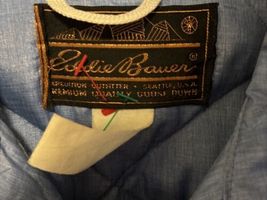 Eddie Bauer ®
EXPEDITION OUTFITTER • SEATTLE, U.S.A.
PREMIUM QUALITY GOOSE DOWN